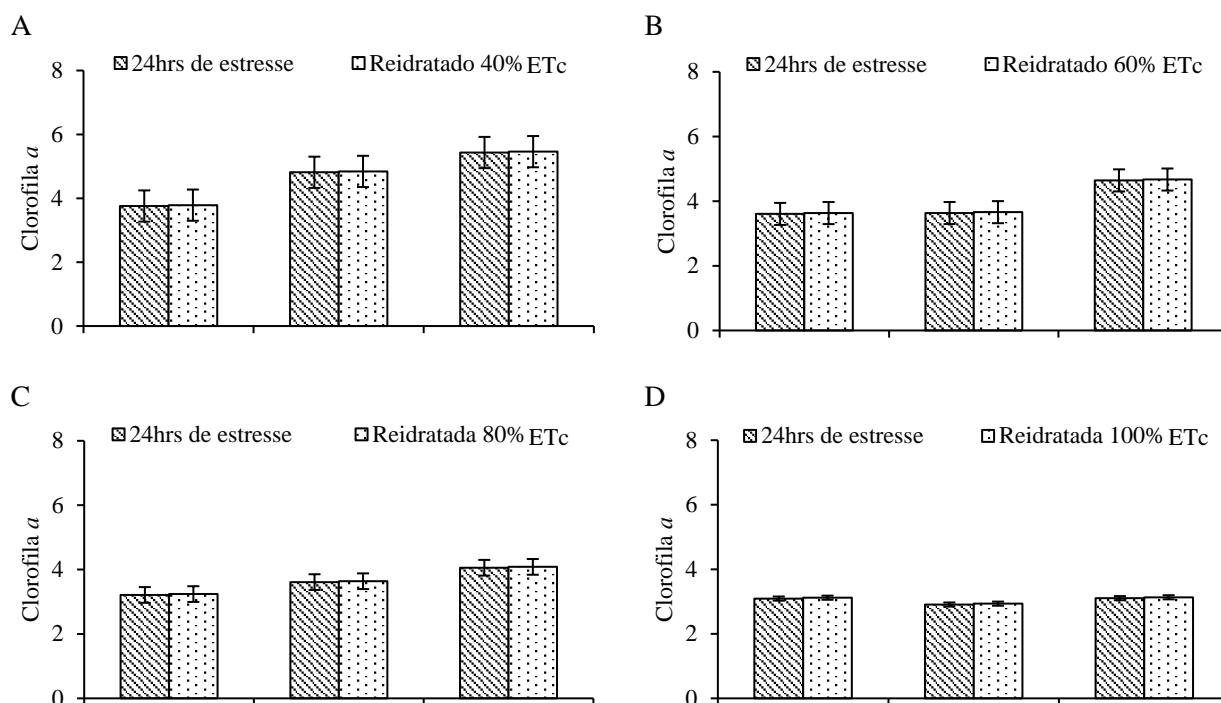 A
24hrs de estresse Reidratado 40% ETc
8
6
4
2
0
Clorofila a
B
24hrs de estresse Reidratado 60% ETc
8
6
4
2
0
Clorofila a
C
24hrs de estresse Reidratada 80% ETc
8
6
4
2
0
Clorofila a
D
24hrs de estresse Reidratada 100% ETc
8
6
4
2
0
Clorofila a